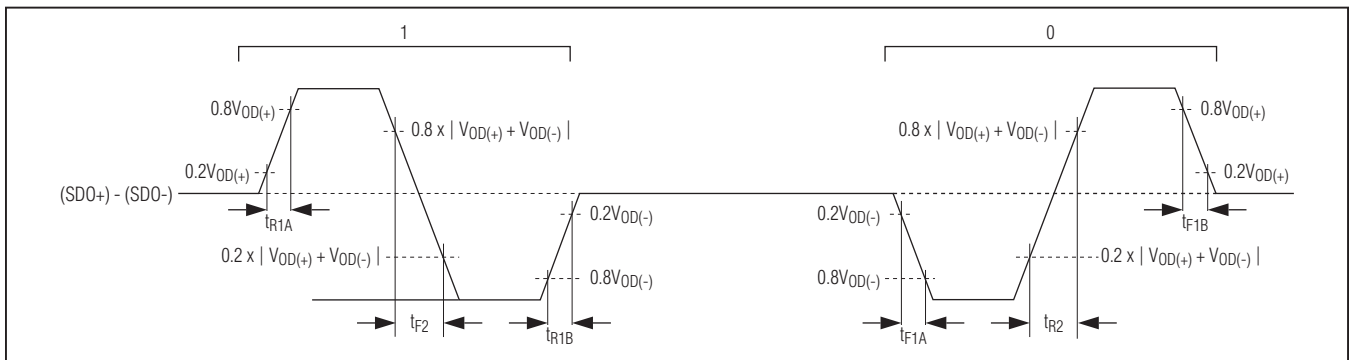 1
0
0.8VOD(+)
0.8 x | VOD(+) + VOD(-) |
0.8 x | VOD(+) + VOD(-) |
0.8VOD(+)
0.2VOD(+)
0.2VOD(+)
(SDO+) - (SDO-)
tR1A
0.2VOD(-)
0.2VOD(-)
tF1B
0.2 x | VOD(+) + VOD(-) |
0.2 x | VOD(+) + VOD(-) |
0.8VOD(-)
0.8VOD(-)
tF2
tR1B
tF1A
tR2